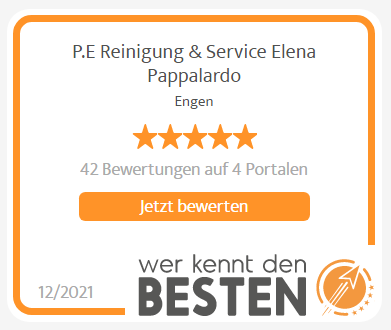 P.E Reinigung & Service Elena
Pappalardo
Engen
42 Bewertungen auf 4 Portalen
Jetzt bewerten
12/2021
wer kennt den
BESTEN